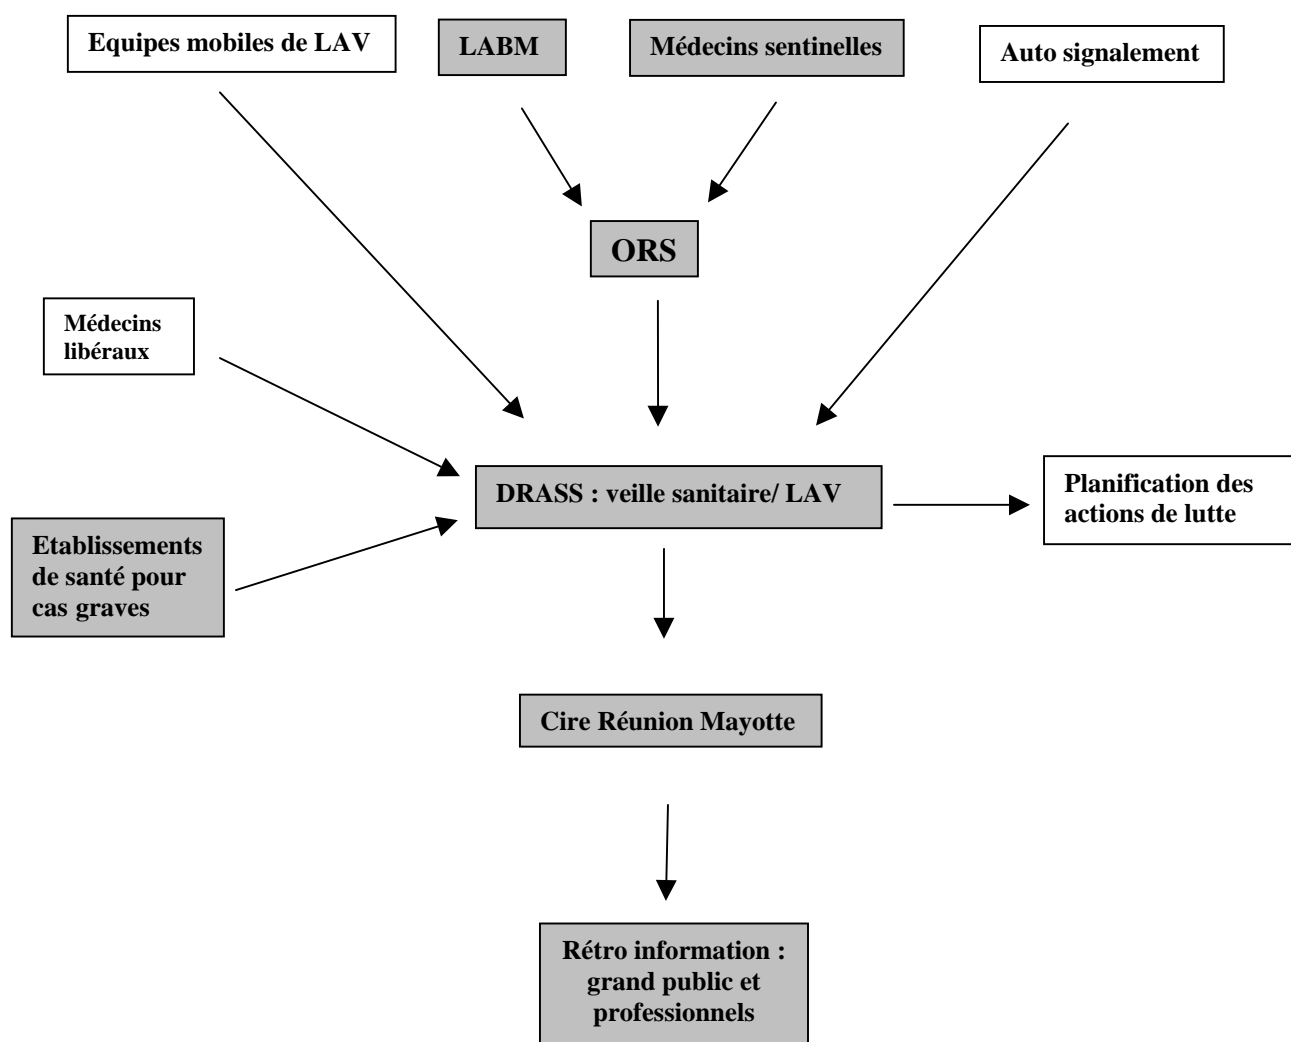 Equipes mobiles de LAV
LABM
Médecins sentinelles
Auto signalement
ORS
Médecins
libéraux
DRASS : veille sanitaire/ LAV
Planification des
actions de lutte
Etablissements
de santé pour
cas graves
Cire Réunion Mayotte
Rétro information :
grand public et
professionnels